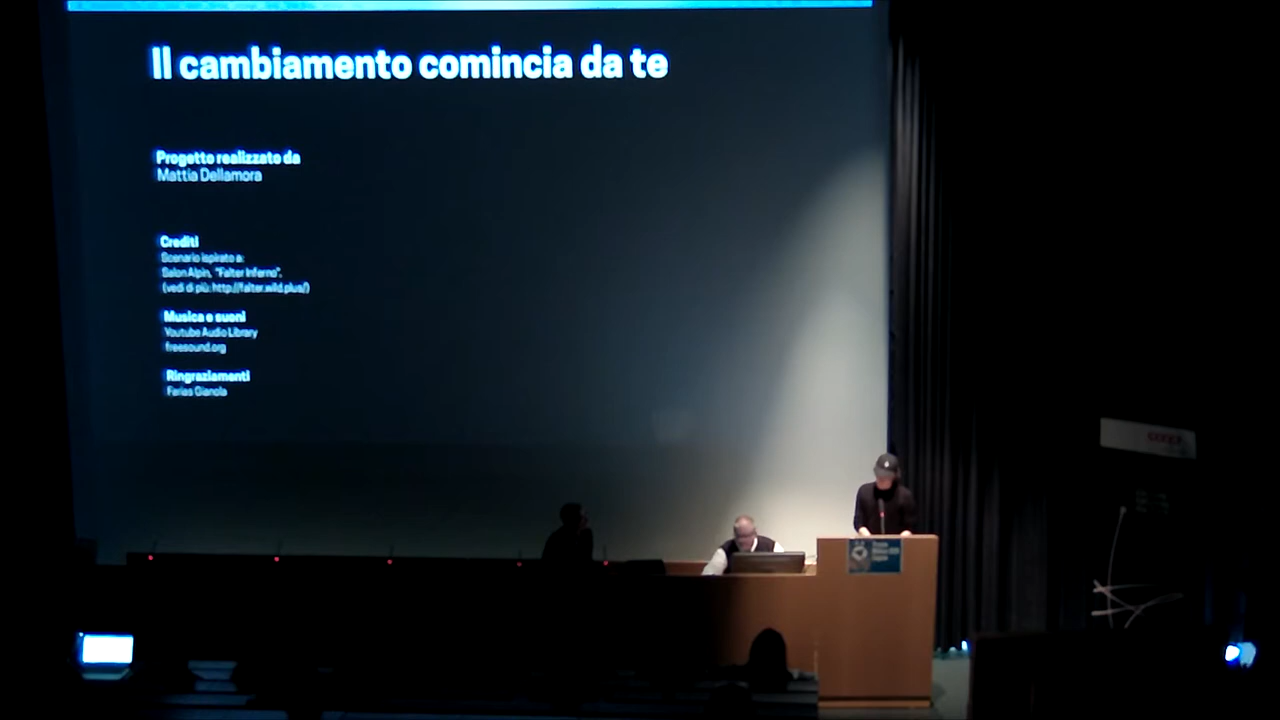 Il cambiamento comincia da te
Progetto realizzato da
Mattia Dellamora
Crediti
Scenario ispirato a:
Salon Alpin, "Falter Inferno",
(vedi di più: http://falter.wild.plus/)
Musica e suoni
Youtube Audio Library
freesound.org
Ringraziamenti
Farias Gianola